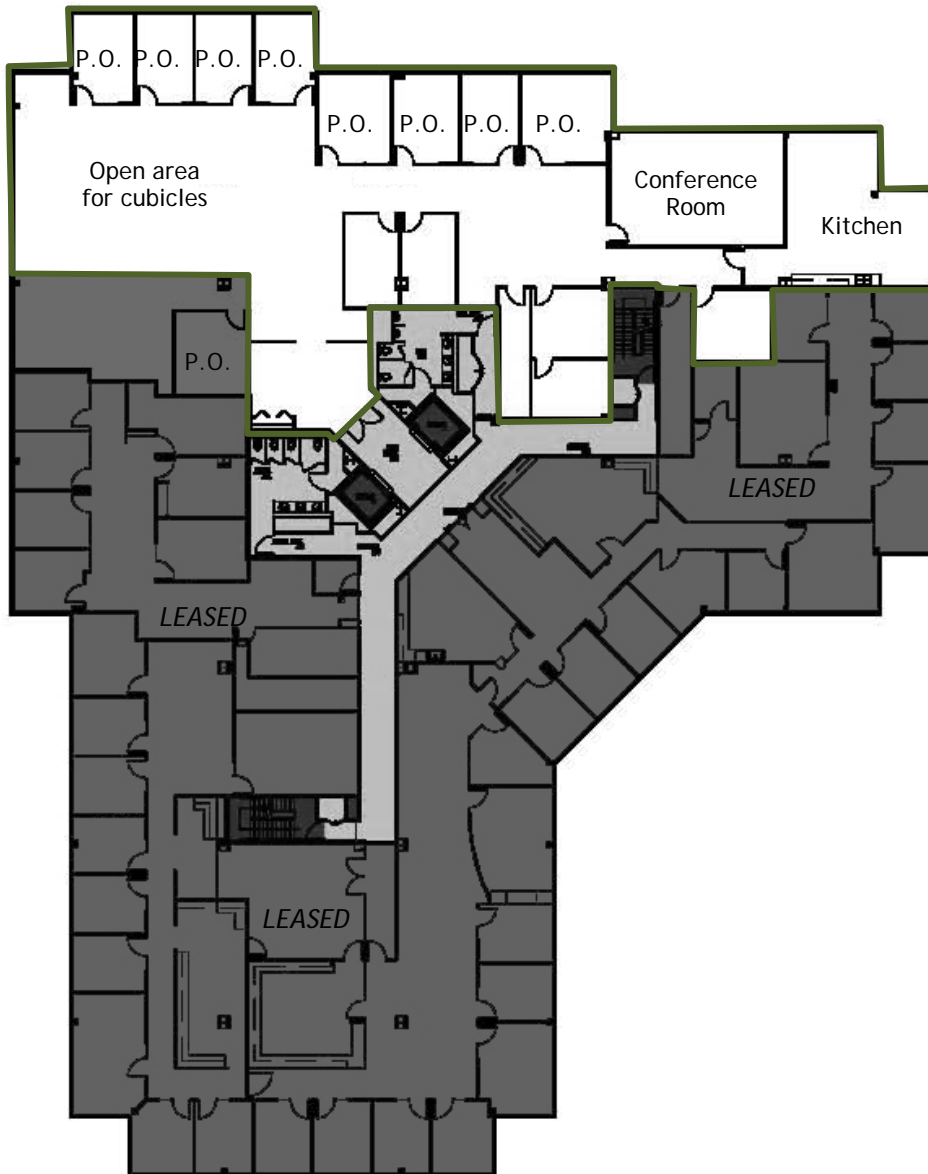 P.O. P.O. P.O. P.O.
P.O. P.O. P.O. P.O.
Open area
for cubicles
Conference
Room
Kitchen
P.O.
LEASED
LEASED
LEASED